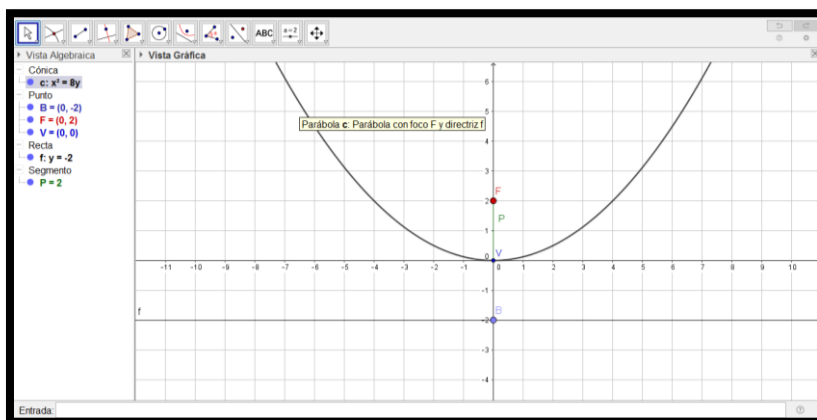 ABC
a=2
Vista Algebraica
Vista Gráfica
Cónica
c: x² = 8y
Punto
B = (0, -2)
F = (0, 2)
V = (0, 0)
Recta
f: y = -2
Segmento
P = 2
Parábola c: Parábola con foco F y directriz f
6
5
4
3
F
2
P
1
0
V
-11 -10 -9 -8 -7 -6 -5 -4 -3 -2 -1 0 1 2 3 4 5 6 7 8 9 10
-1
B
f
-2
-3
-4
Entrada: